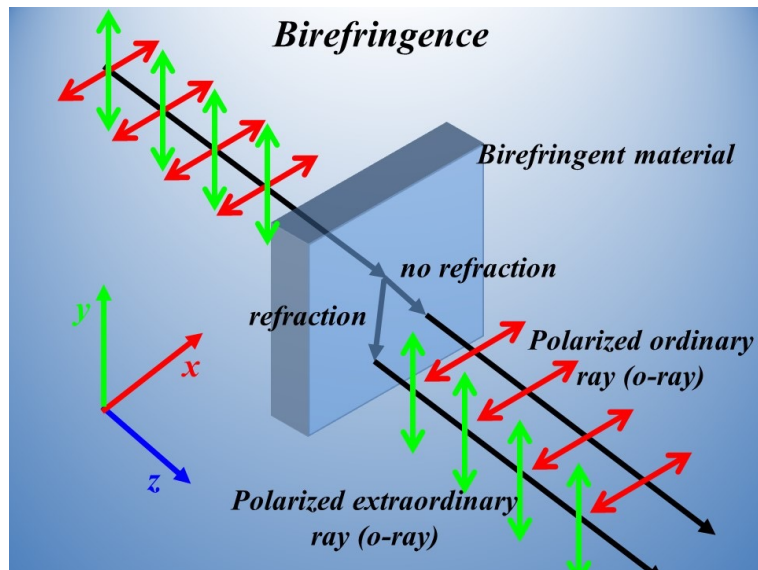 Birefringence
Birefringent material
no refraction
refraction
y
x
z
Polarized ordinary
ray (o-ray)
Polarized extraordinary
ray (o-ray)